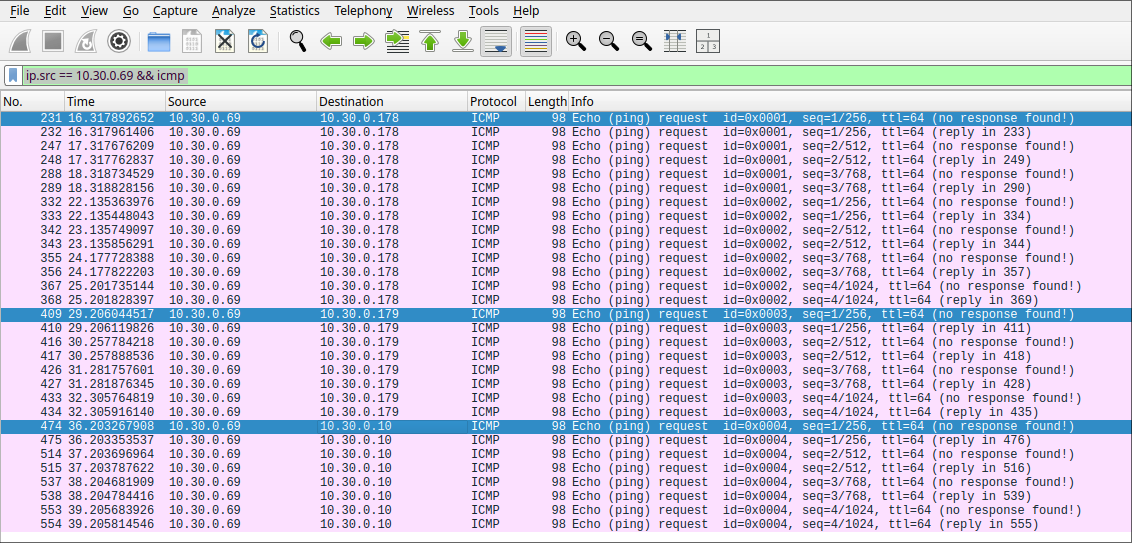 File Edit View Go Capture Analyze Statistics Telephony Wireless Tools Help
ip.src == 10.30.0.69 && icmp
No. Time Source Destination Protocol Length Info
231 16.317892652 10.30.0.69 10.30.0.178 ICMP 98 Echo (ping) request id=0x0001, seq=1/256, ttl=64 (no response found!)
232 16.317961406 10.30.0.69 10.30.0.178 ICMP 98 Echo (ping) request id=0x0001, seq=1/256, ttl=64 (reply in 233)
247 17.317676209 10.30.0.69 10.30.0.178 ICMP 98 Echo (ping) request id=0x0001, seq=2/512, ttl=64 (no response found!)
248 17.317762837 10.30.0.69 10.30.0.178 ICMP 98 Echo (ping) request id=0x0001, seq=2/512, ttl=64 (reply in 249)
288 18.318734529 10.30.0.69 10.30.0.178 ICMP 98 Echo (ping) request id=0x0001, seq=3/768, ttl=64 (no response found!)
289 18.318828156 10.30.0.69 10.30.0.178 ICMP 98 Echo (ping) request id=0x0001, seq=3/768, ttl=64 (reply in 290)
332 22.135363976 10.30.0.69 10.30.0.178 ICMP 98 Echo (ping) request id=0x0002, seq=1/256, ttl=64 (no response found!)
333 22.135448043 10.30.0.69 10.30.0.178 ICMP 98 Echo (ping) request id=0x0002, seq=1/256, ttl=64 (reply in 334)
342 23.135749097 10.30.0.69 10.30.0.178 ICMP 98 Echo (ping) request id=0x0002, seq=2/512, ttl=64 (no response found!)
343 23.135856291 10.30.0.69 10.30.0.178 ICMP 98 Echo (ping) request id=0x0002, seq=2/512, ttl=64 (reply in 344)
355 24.177728388 10.30.0.69 10.30.0.178 ICMP 98 Echo (ping) request id=0x0002, seq=3/768, ttl=64 (no response found!)
356 24.177822203 10.30.0.69 10.30.0.178 ICMP 98 Echo (ping) request id=0x0002, seq=3/768, ttl=64 (reply in 357)
367 25.201735144 10.30.0.69 10.30.0.178 ICMP 98 Echo (ping) request id=0x0002, seq=4/1024, ttl=64 (no response found!)
368 25.201828397 10.30.0.69 10.30.0.178 ICMP 98 Echo (ping) request id=0x0002, seq=4/1024, ttl=64 (reply in 369)
409 29.206044517 10.30.0.69 10.30.0.179 ICMP 98 Echo (ping) request id=0x0003, seq=1/256, ttl=64 (no response found!)
410 29.206119826 10.30.0.69 10.30.0.179 ICMP 98 Echo (ping) request id=0x0003, seq=1/256, ttl=64 (reply in 411)
416 30.257784218 10.30.0.69 10.30.0.179 ICMP 98 Echo (ping) request id=0x0003, seq=2/512, ttl=64 (no response found!)
417 30.257888536 10.30.0.69 10.30.0.179 ICMP 98 Echo (ping) request id=0x0003, seq=2/512, ttl=64 (reply in 418)
426 31.281757601 10.30.0.69 10.30.0.179 ICMP 98 Echo (ping) request id=0x0003, seq=3/768, ttl=64 (no response found!)
427 31.281876345 10.30.0.69 10.30.0.179 ICMP 98 Echo (ping) request id=0x0003, seq=3/768, ttl=64 (reply in 428)
433 32.305764819 10.30.0.69 10.30.0.179 ICMP 98 Echo (ping) request id=0x0003, seq=4/1024, ttl=64 (no response found!)
434 32.305916140 10.30.0.69 10.30.0.179 ICMP 98 Echo (ping) request id=0x0003, seq=4/1024, ttl=64 (reply in 435)
474 36.203267908 10.30.0.69 10.30.0.10 ICMP 98 Echo (ping) request id=0x0004, seq=1/256, ttl=64 (no response found!)
475 36.203353537 10.30.0.69 10.30.0.10 ICMP 98 Echo (ping) request id=0x0004, seq=1/256, ttl=64 (reply in 476)
514 37.203696964 10.30.0.69 10.30.0.10 ICMP 98 Echo (ping) request id=0x0004, seq=2/512, ttl=64 (no response found!)
515 37.203787622 10.30.0.69 10.30.0.10 ICMP 98 Echo (ping) request id=0x0004, seq=2/512, ttl=64 (reply in 516)
537 38.204681909 10.30.0.69 10.30.0.10 ICMP 98 Echo (ping) request id=0x0004, seq=3/768, ttl=64 (no response found!)
538 38.204784416 10.30.0.69 10.30.0.10 ICMP 98 Echo (ping) request id=0x0004, seq=3/768, ttl=64 (reply in 539)
553 39.205683926 10.30.0.69 10.30.0.10 ICMP 98 Echo (ping) request id=0x0004, seq=4/1024, ttl=64 (no response found!)
554 39.205814546 10.30.0.69 10.30.0.10 ICMP 98 Echo (ping) request id=0x0004, seq=4/1024, ttl=64 (reply in 555)